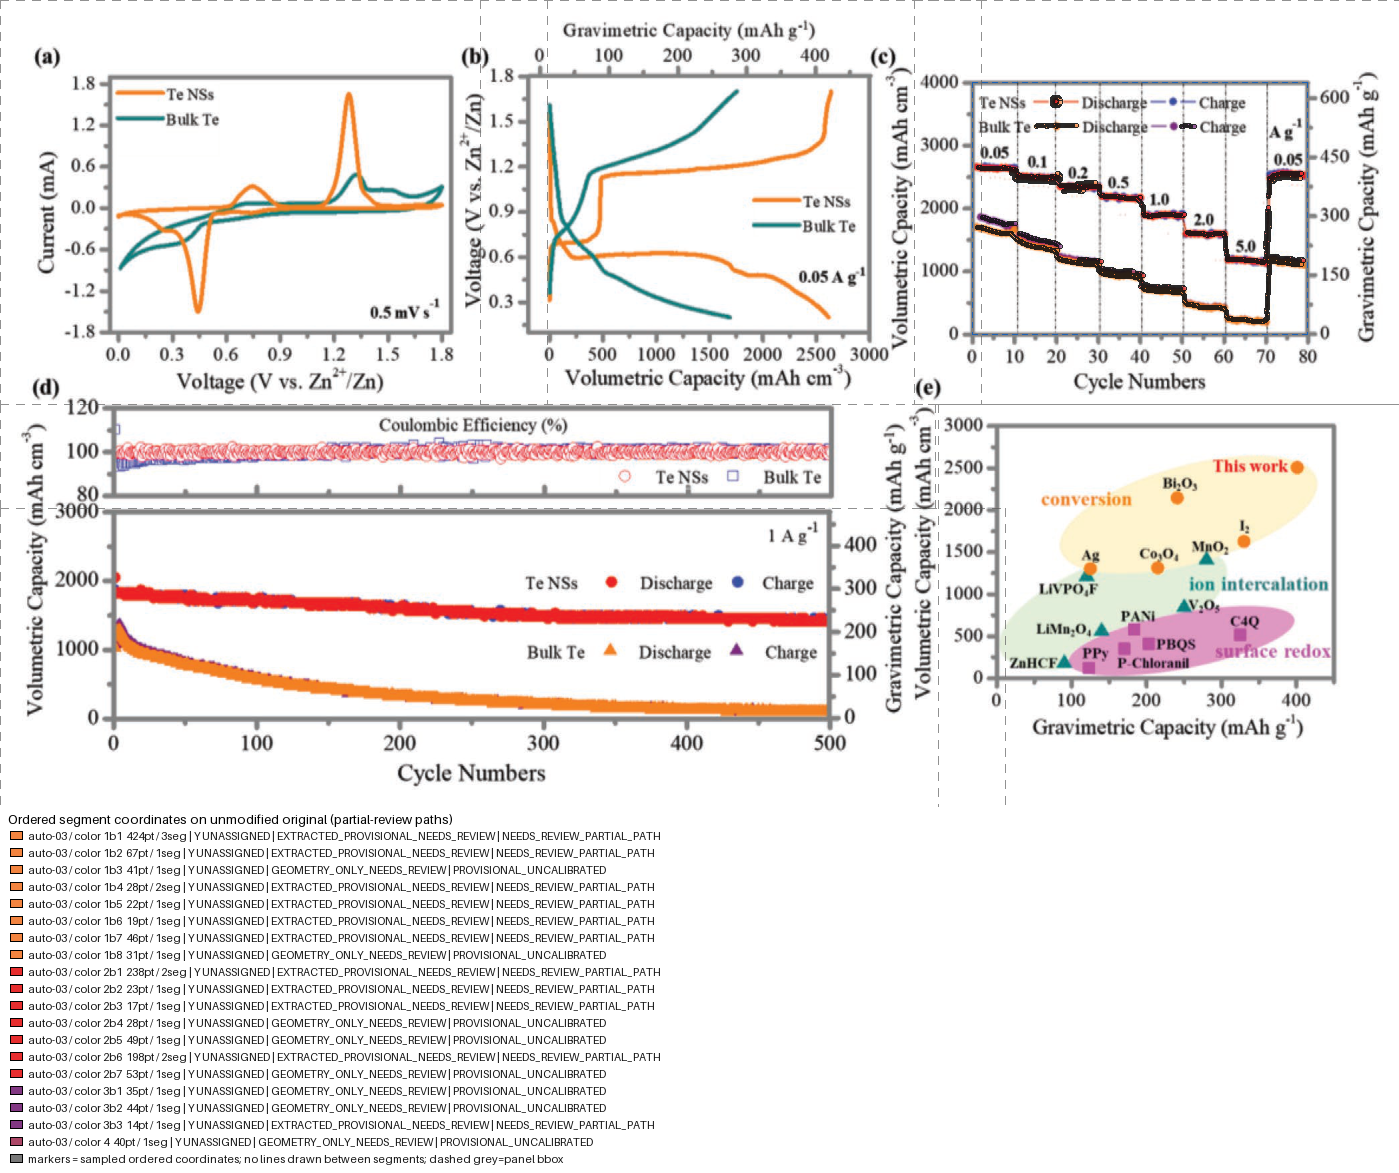 (a)
1.8
1.2
0.6
0.0
-0.6
-1.2
-1.8
Current (mA)
Te NSs
Bulk Te
0.5 mV s-1
0.0 0.3 0.6 0.9 1.2 1.5 1.8
Voltage (V vs. Zn2+/Zn)
(b)
Gravimetric Capacity (mAh g-1)
0 100 200 300 400
1.8
1.5
1.2
0.9
0.6
0.3
Voltage (V vs. Zn2+/Zn)
Te NSs
Bulk Te
0.05 A g-1
0 500 1000 1500 2000 2500 3000
Volumetric Capacity (mAh cm-3)
(c)
4000
3000
2000
1000
0
Volumetric Cpacity (mAh cm-3)
Te NSs Discharge Charge
Bulk Te Discharge Charge
A g-1
0.05 0.1 0.2 0.5 1.0 2.0 5.0 0.05
600
450
300
150
0
Gravimetric Cpacity (mAh g-1)
0 10 20 30 40 50 60 70 80
Cycle Numbers
(d)
120
100
80
Coulombic Efficiency (%)
Te NSs Bulk Te
0 100 200 300 400 500
3000
2000
1000
0
Volumetric Capacity (mAh cm-3)
1 A g-1
Te NSs Discharge Charge
Bulk Te Discharge Charge
400
300
200
100
0
Gravimetric Capacity (mAh g-1)
0 100 200 300 400 500
Cycle Numbers
(e)
3000
2500
2000
1500
1000
500
0
Volumetric Capacity (mAh cm-3)
This work
Bi2O3
conversion
I2
MnO2
Ag
Co3O4
LiVPO4F
ion intercalation
V2O5
PANi
C4Q
LiMn2O4
PBQS
surface redox
ZnHCF
PPy
P-Chloranil
100 200 300 400
Gravimetric Capacity (mAh g-1)
Ordered segment coordinates on unmodified original (partial-review paths)
auto-03/color 1b1 424pt/3seg|Y UNASSIGNED|EXTRACTED_PROVISIONAL_NEEDS_REVIEW|NEEDS_REVIEW_PARTIAL_PATH
auto-03/color 1b2 67pt/1seg|Y UNASSIGNED|EXTRACTED_PROVISIONAL_NEEDS_REVIEW|NEEDS_REVIEW_PARTIAL_PATH
auto-03/color 1b3 41pt/1seg|Y UNASSIGNED|GEOMETRY_ONLY_NEEDS_REVIEW|PROVISIONAL_UNCALIBRATED
auto-03/color 1b4 28pt/2seg|Y UNASSIGNED|EXTRACTED_PROVISIONAL_NEEDS_REVIEW|NEEDS_REVIEW_PARTIAL_PATH
auto-03/color 1b5 22pt/1seg|Y UNASSIGNED|EXTRACTED_PROVISIONAL_NEEDS_REVIEW|NEEDS_REVIEW_PARTIAL_PATH
auto-03/color 1b6 19pt/1seg|Y UNASSIGNED|EXTRACTED_PROVISIONAL_NEEDS_REVIEW|NEEDS_REVIEW_PARTIAL_PATH
auto-03/color 1b7 46pt/1seg|Y UNASSIGNED|EXTRACTED_PROVISIONAL_NEEDS_REVIEW|NEEDS_REVIEW_PARTIAL_PATH
auto-03/color 1b8 31pt/1seg|Y UNASSIGNED|GEOMETRY_ONLY_NEEDS_REVIEW|PROVISIONAL_UNCALIBRATED
auto-03/color 2b1 238pt/2seg|Y UNASSIGNED|EXTRACTED_PROVISIONAL_NEEDS_REVIEW|NEEDS_REVIEW_PARTIAL_PATH
auto-03/color 2b2 23pt/1seg|Y UNASSIGNED|EXTRACTED_PROVISIONAL_NEEDS_REVIEW|NEEDS_REVIEW_PARTIAL_PATH
auto-03/color 2b3 17pt/1seg|Y UNASSIGNED|EXTRACTED_PROVISIONAL_NEEDS_REVIEW|NEEDS_REVIEW_PARTIAL_PATH
auto-03/color 2b4 28pt/1seg|Y UNASSIGNED|GEOMETRY_ONLY_NEEDS_REVIEW|PROVISIONAL_UNCALIBRATED
auto-03/color 2b5 49pt/1seg|Y UNASSIGNED|GEOMETRY_ONLY_NEEDS_REVIEW|PROVISIONAL_UNCALIBRATED
auto-03/color 2b6 198pt/2seg|Y UNASSIGNED|EXTRACTED_PROVISIONAL_NEEDS_REVIEW|NEEDS_REVIEW_PARTIAL_PATH
auto-03/color 2b7 53pt/1seg|Y UNASSIGNED|GEOMETRY_ONLY_NEEDS_REVIEW|PROVISIONAL_UNCALIBRATED
auto-03/color 3b1 35pt/1seg|Y UNASSIGNED|GEOMETRY_ONLY_NEEDS_REVIEW|PROVISIONAL_UNCALIBRATED
auto-03/color 3b2 44pt/1seg|Y UNASSIGNED|GEOMETRY_ONLY_NEEDS_REVIEW|PROVISIONAL_UNCALIBRATED
auto-03/color 3b3 14pt/1seg|Y UNASSIGNED|EXTRACTED_PROVISIONAL_NEEDS_REVIEW|NEEDS_REVIEW_PARTIAL_PATH
auto-03/color 4 40pt/1seg|Y UNASSIGNED|GEOMETRY_ONLY_NEEDS_REVIEW|PROVISIONAL_UNCALIBRATED
markers=sampled ordered coordinates; no lines drawn between segments; dashed grey=panel bbox